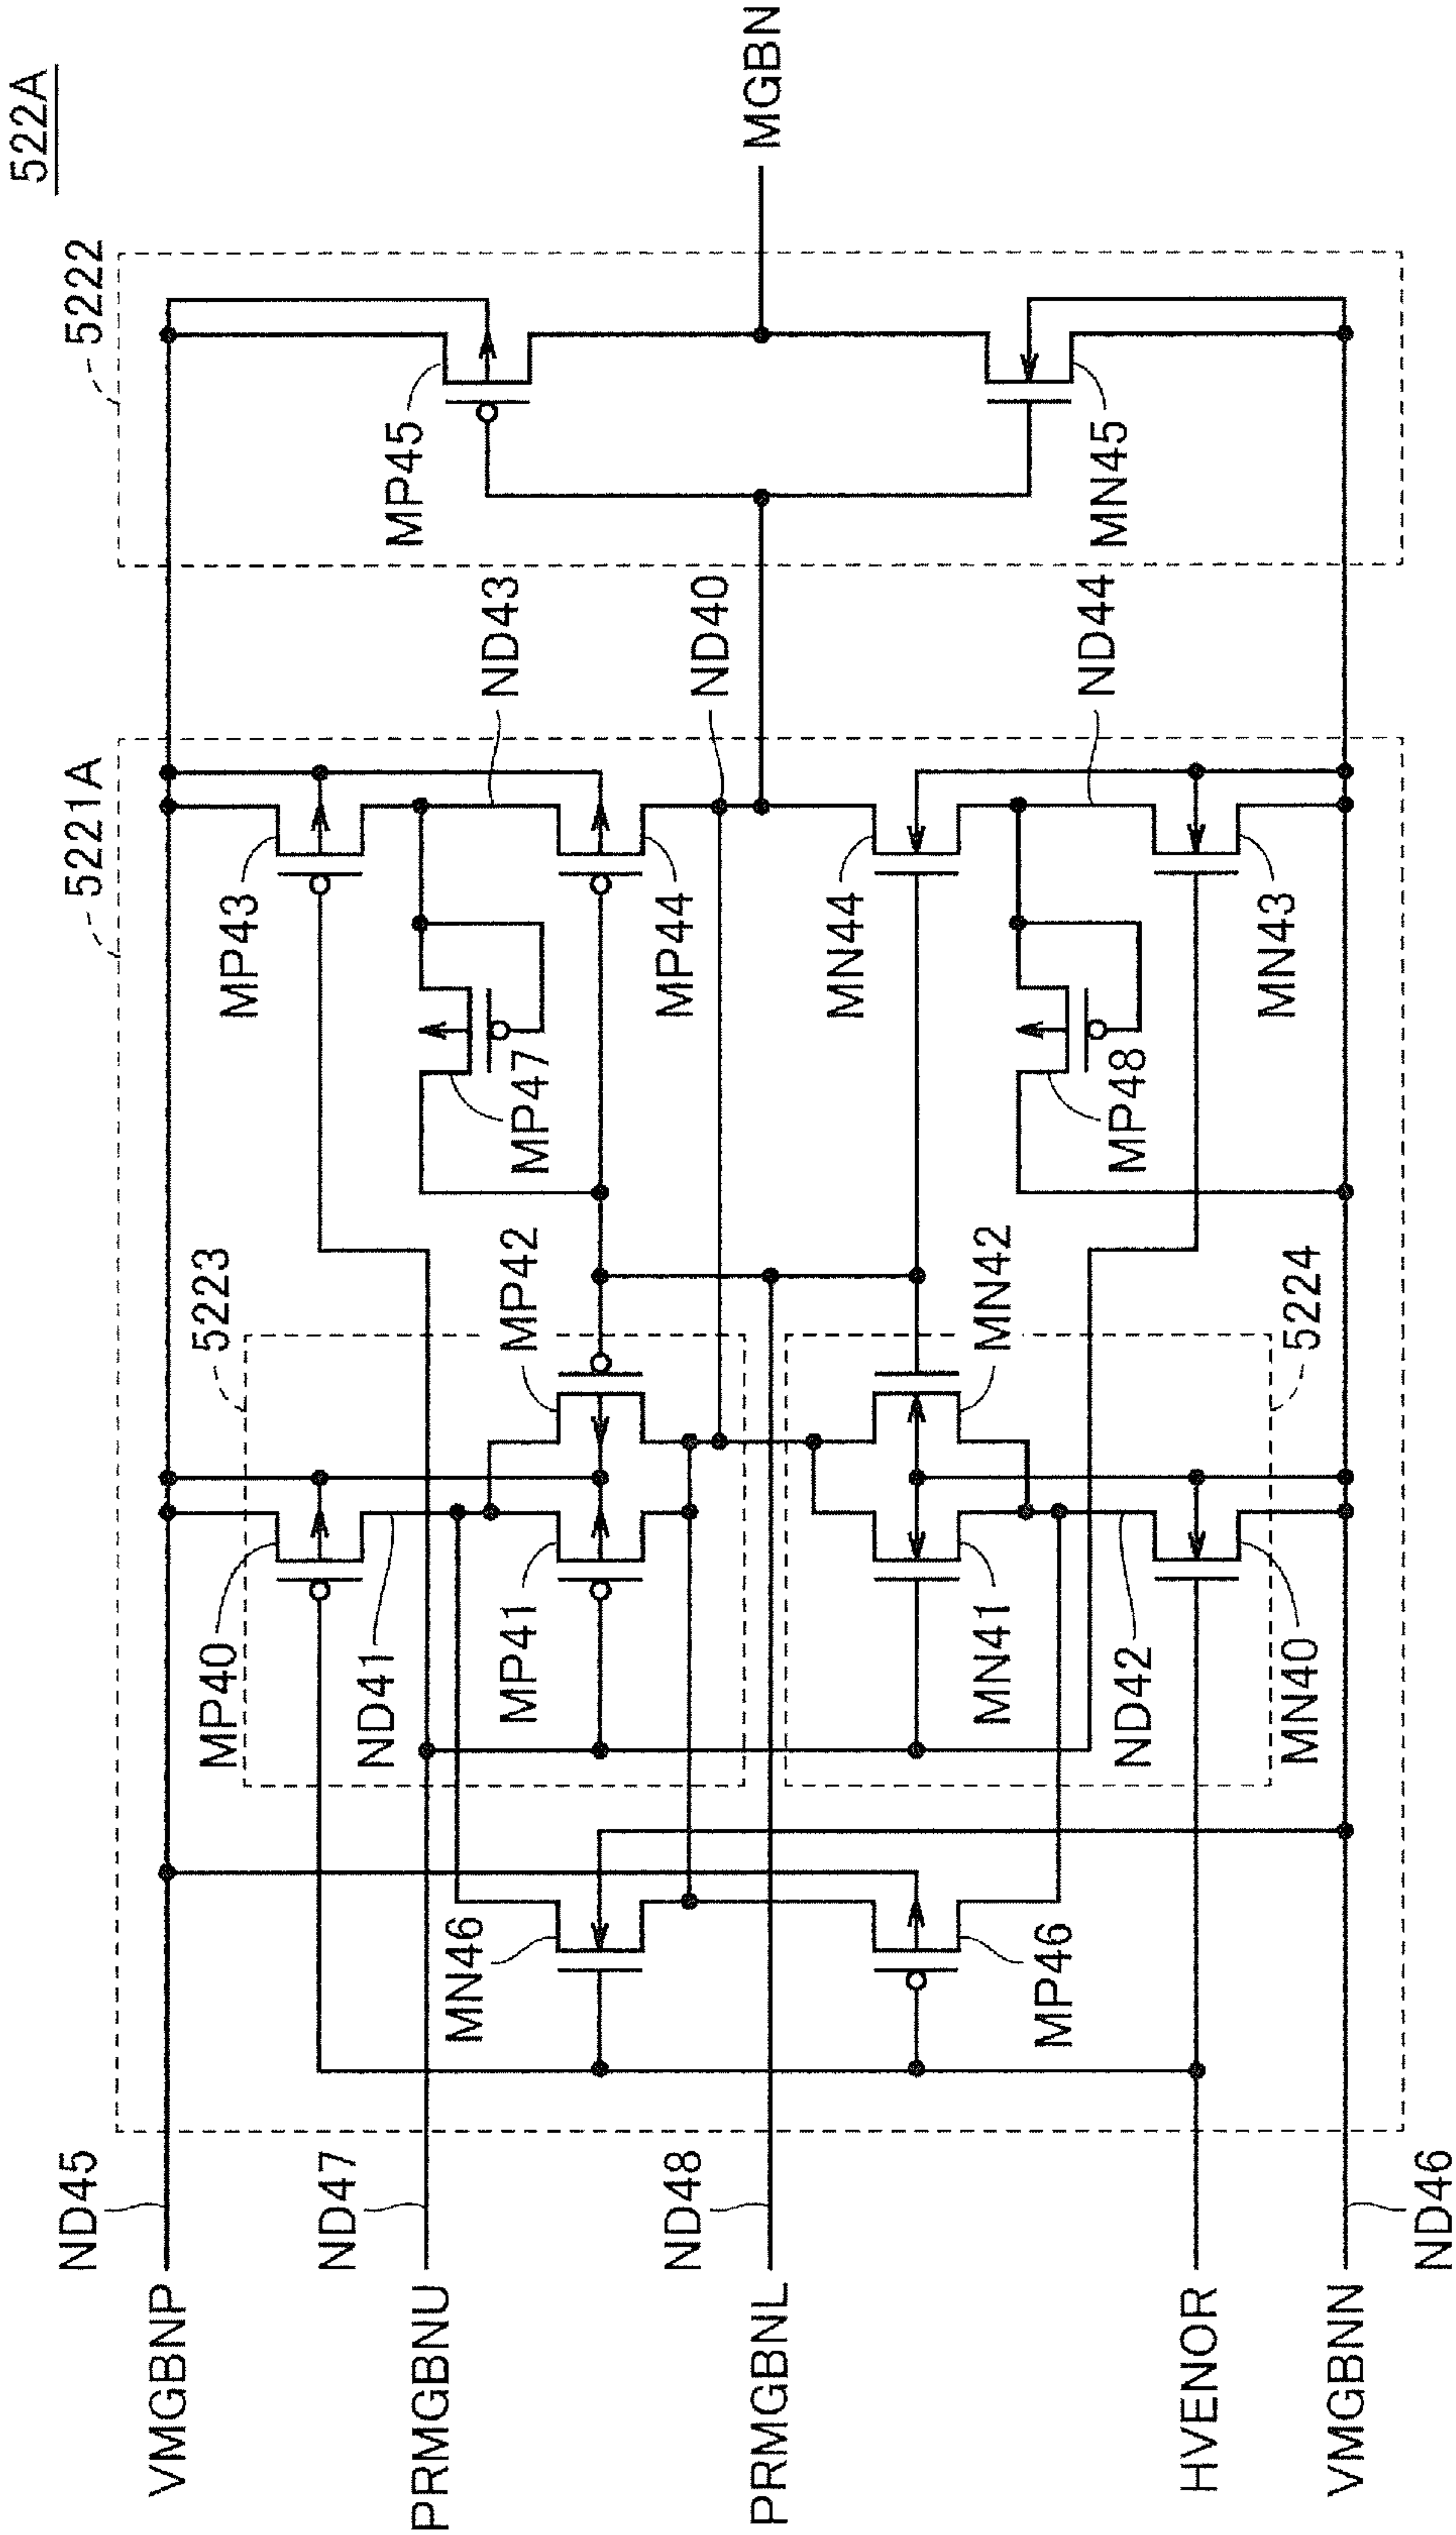 522A
5222
MGBN
MP45
MN45
5221A
ND43
ND40
ND44
MP43
MP44
MN44
MN43
MP47
MP48
5223
MP42
MN42
5224
MP40
ND41
MP41
MN41
ND42
MN40
MN46
MP46
ND45
ND47
ND48
ND46
VMGBNP
PRMGBNU
PRMGBNL
HVENOR
VMGBNN